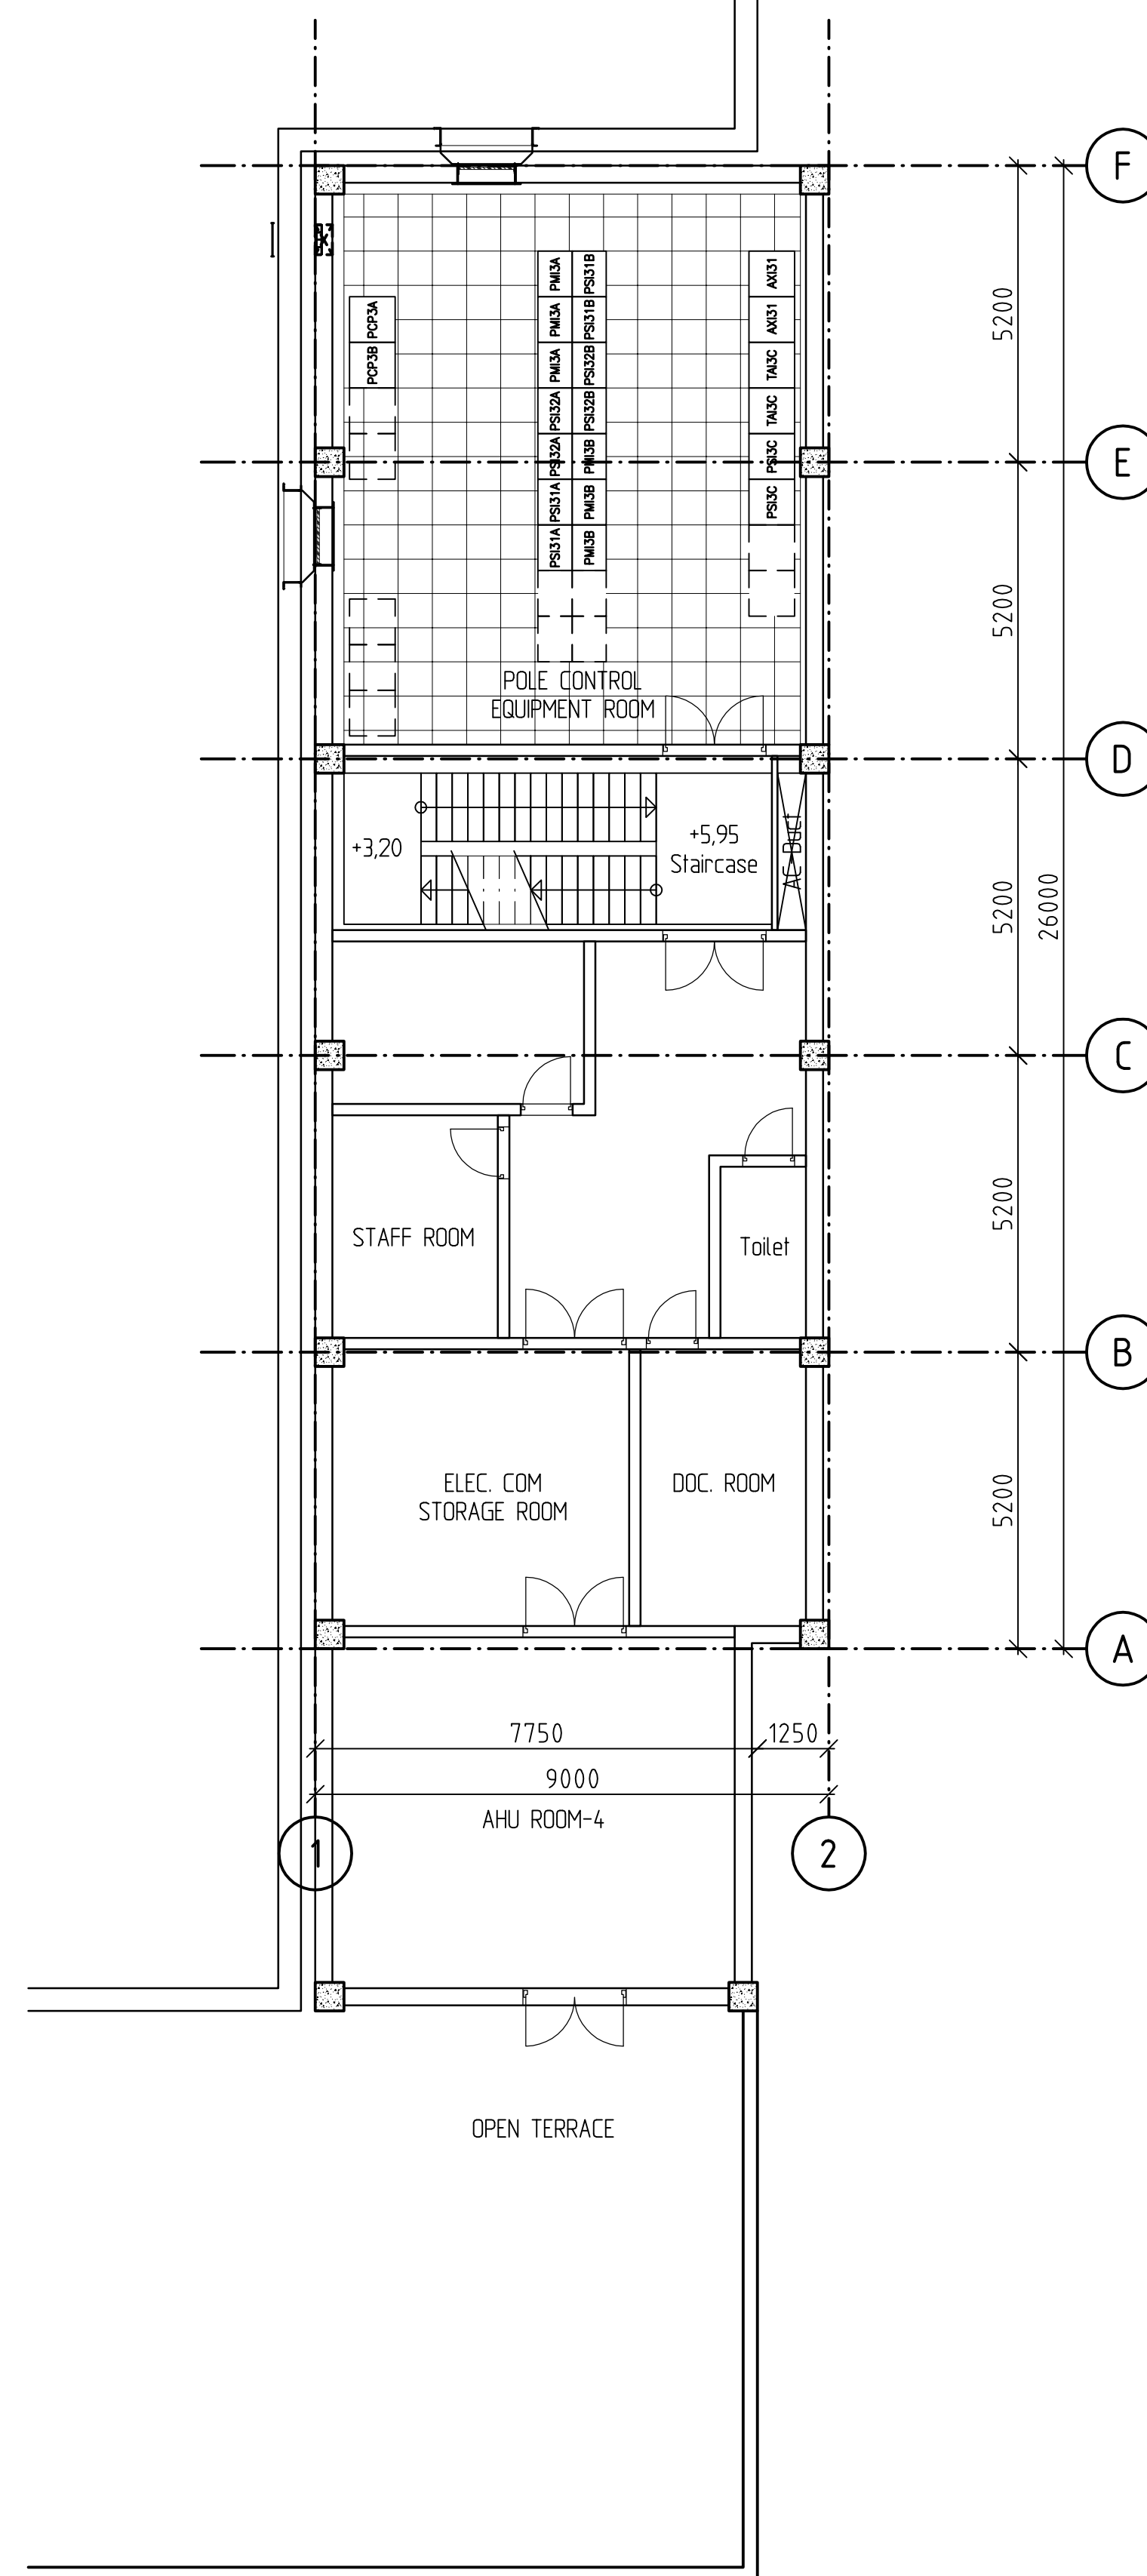 F
PMI3A
PSI31B
AXI31
PCP3A
PMI3A
PSI31B
AXI31
5200
PCP3B
PMI3A
PSI32B
TAI3C
PSI32A
PSI32B
TAI3C
PSI32A
PMI3B
PSI3C
E
PSI31A
PMI3B
PSI3C
PSI31A
PMI3B
5200
POLE CONTROL
EQUIPMENT ROOM
D
+3,20
+5,95
Staircase
AC Duct
5200
26000
C
STAFF ROOM
Toilet
5200
B
ELEC. COM
STORAGE ROOM
DOC. ROOM
5200
A
7750
1250
9000
AHU ROOM-4
1
2
OPEN TERRACE